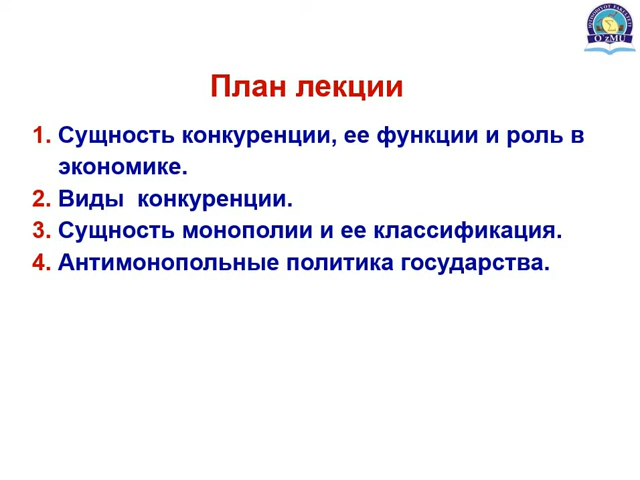 O'zMU
План лекции
1. Сущность конкуренции, ее функции и роль в
экономике.
2. Виды конкуренции.
3. Сущность монополии и ее классификация.
4. Антимонопольные политика государства.